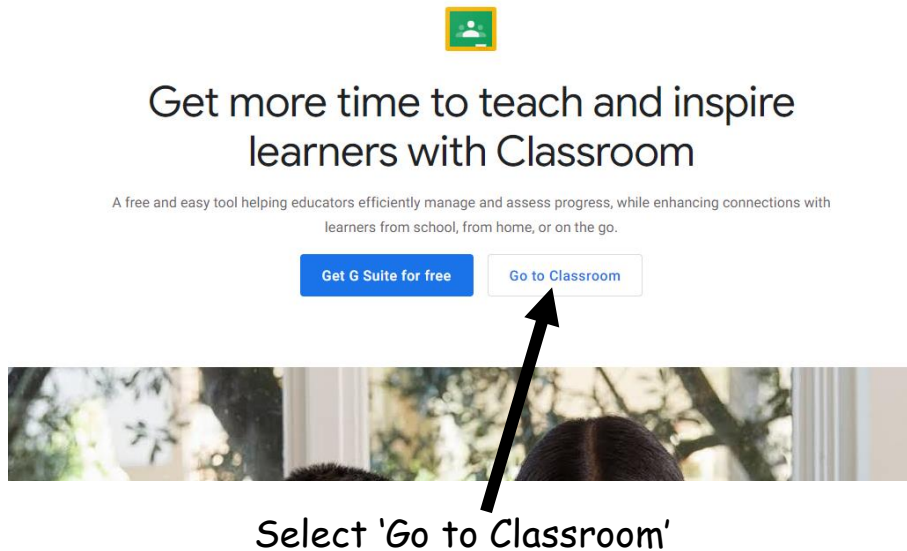 Get more time to teach and inspire
learners with Classroom
A free and easy tool helping educators efficiently manage and assess progress, while enhancing connections with
learners from school, from home, or on the go.
Get G Suite for free
Go to Classroom
Select ‘Go to Classroom’